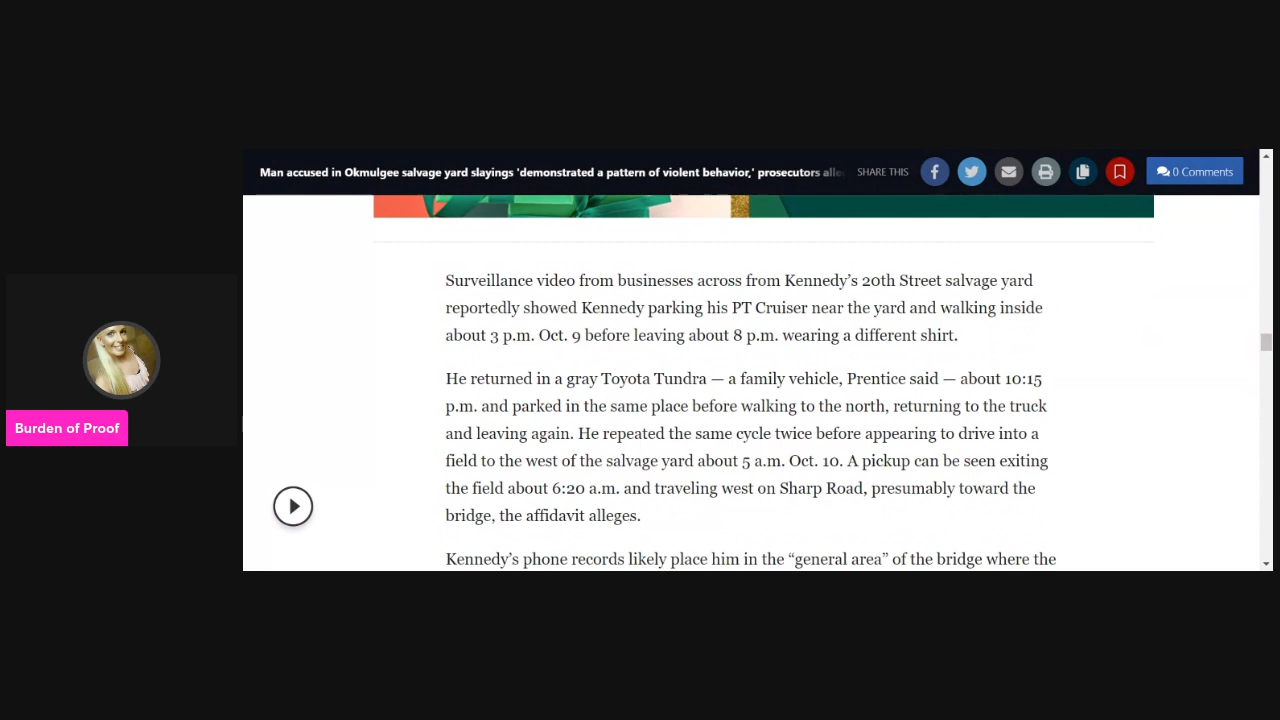 Man accused in Okmulgee salvage yard slayings 'demonstrated a pattern of violent behavior,' prosecutors alle
SHARE THIS
0 Comments
Surveillance video from businesses across from Kennedy's 20th Street salvage yard
reportedly showed Kennedy parking his PT Cruiser near the yard and walking inside
about 3 p.m. Oct. 9 before leaving about 8 p.m. wearing a different shirt.
He returned in a gray Toyota Tundra — a family vehicle, Prentice said — about 10:15
p.m. and parked in the same place before walking to the north, returning to the truck
and leaving again. He repeated the same cycle twice before appearing to drive into a
field to the west of the salvage yard about 5 a.m. Oct. 10. A pickup can be seen exiting
the field about 6:20 a.m. and traveling west on Sharp Road, presumably toward the
bridge, the affidavit alleges.
Kennedy's phone records likely place him in the “general area” of the bridge where the
Burden of Proof